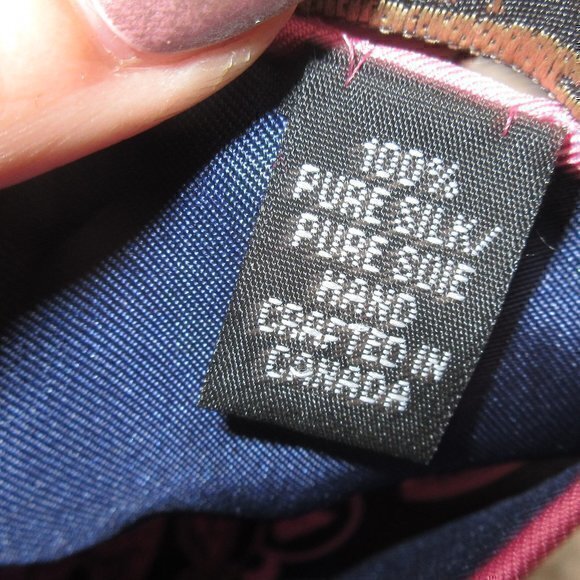 100%
PURE SILK/
PURE SOIE
HAND
CRAFTED IN
CANADA